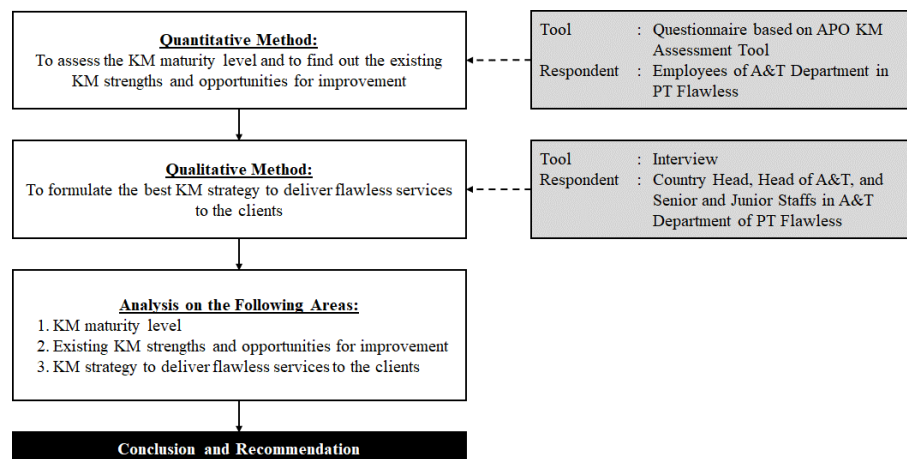 Quantitative Method:
To assess the KM maturity level and to find out the existing
KM strengths and opportunities for improvement
Tool : Questionnaire based on APO KM
Assessment Tool
Respondent : Employees of A&T Department in
PT Flawless
Qualitative Method:
To formulate the best KM strategy to deliver flawless services
to the clients
Tool : Interview
Respondent : Country Head, Head of A&T, and
Senior and Junior Staffs in A&T
Department of PT Flawless
Analysis on the Following Areas:
1. KM maturity level
2. Existing KM strengths and opportunities for improvement
3. KM strategy to deliver flawless services to the clients
Conclusion and Recommendation